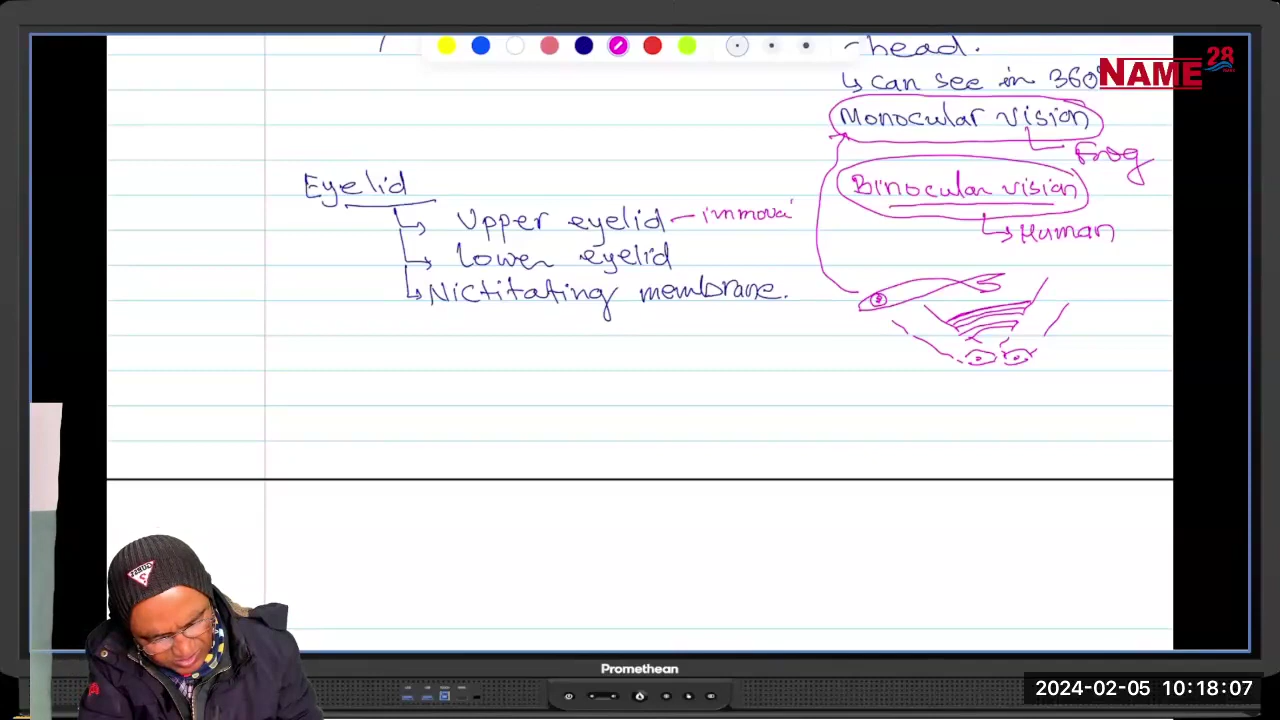 - head.
↳ can see in 360°
NAME 28
Monocular vision
Frog
Binocular vision
↳ Human
Eyelid
↳ Upper eyelid - immova
↳ Lower eyelid
↳ Nictitating membrane.
Promethean
2024-02-05 10:18:07